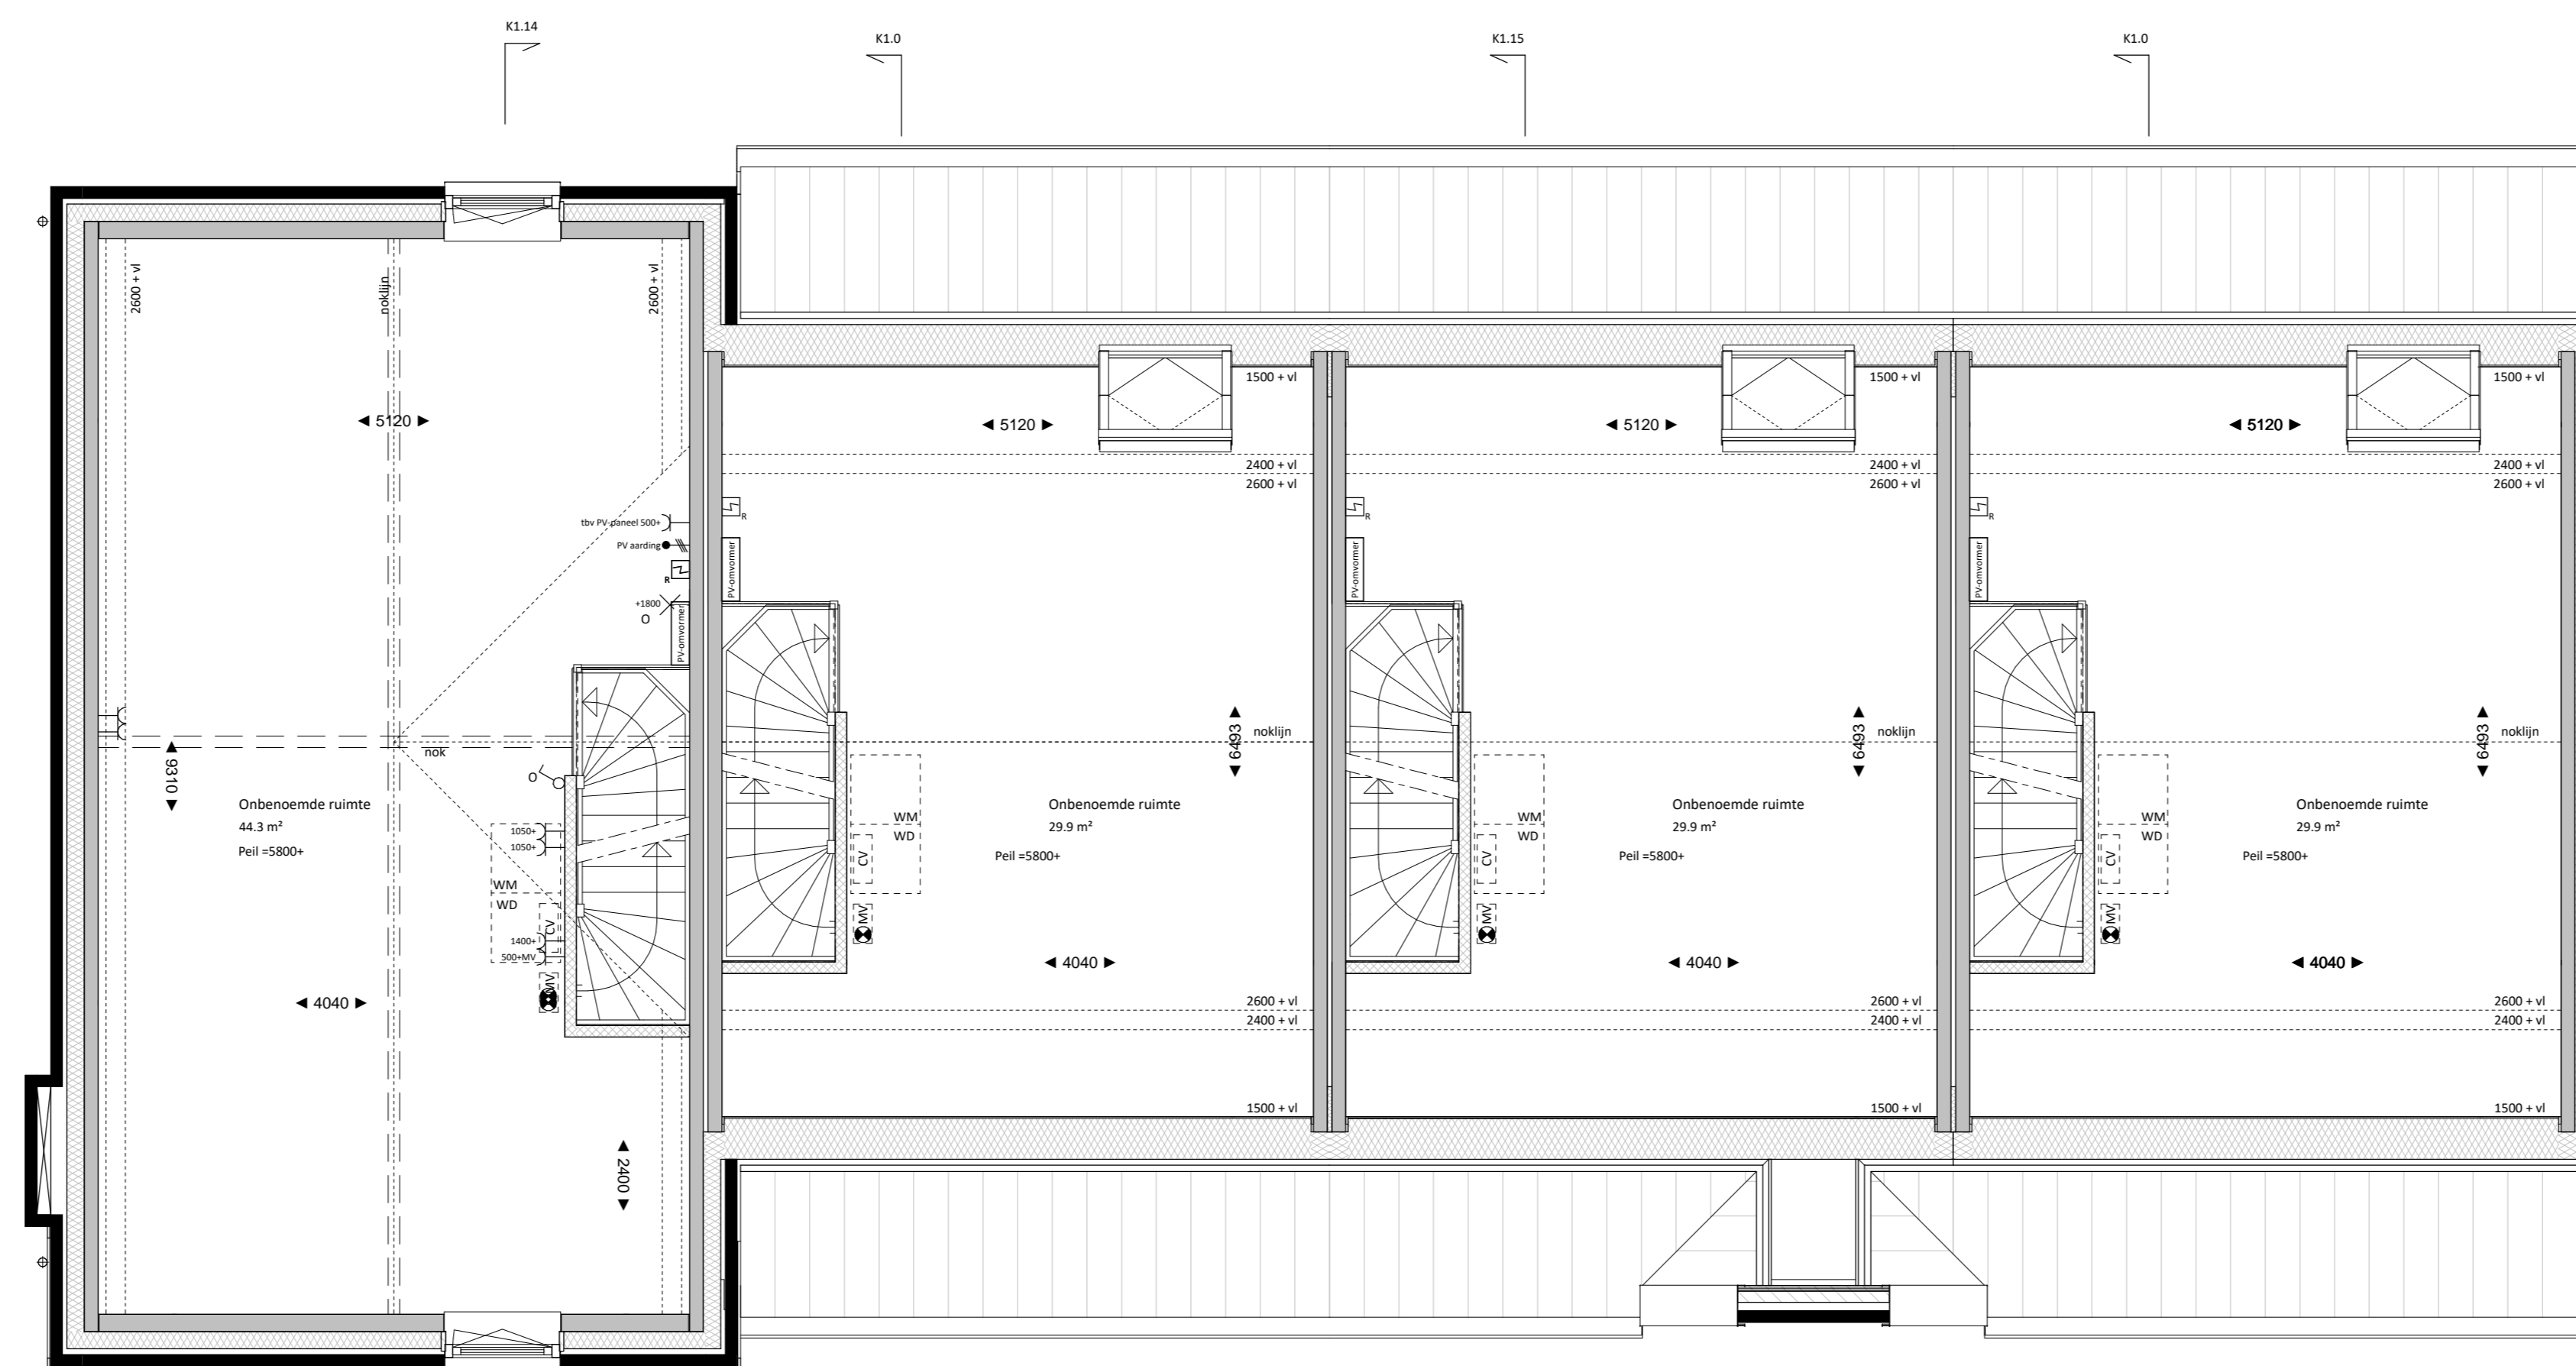 K1.14
K1.0
K1.15
K1.0
2600 + vl
noklijn
2600 + vl
◄ 5120 ►
tbv PV-paneel 500+
PV aarding
R
+1800
O
PV-omvormer
nok
O
◄ 9310 ►
Onbenoemde ruimte
44.3 m²
Peil =5800+
1050+
1050+
WM
WD
CV
1400+
500+MV
MV
◄ 4040 ►
◄ 2400 ►
1500 + vl
◄ 5120 ►
2400 + vl
2600 + vl
R
PV-omvormer
◄ 6493 ►
noklijn
Onbenoemde ruimte
29.9 m²
Peil =5800+
WM
WD
CV
MV
◄ 4040 ►
2600 + vl
2400 + vl
1500 + vl
1500 + vl
◄ 5120 ►
2400 + vl
2600 + vl
R
PV-omvormer
◄ 6493 ►
noklijn
Onbenoemde ruimte
29.9 m²
Peil =5800+
WM
WD
CV
MV
◄ 4040 ►
2600 + vl
2400 + vl
1500 + vl
1500 + vl
◄ 5120 ►
2400 + vl
2600 + vl
R
PV-omvormer
◄ 6493 ►
noklijn
Onbenoemde ruimte
29.9 m²
Peil =5800+
WM
WD
CV
MV
◄ 4040 ►
2600 + vl
2400 + vl
1500 + vl